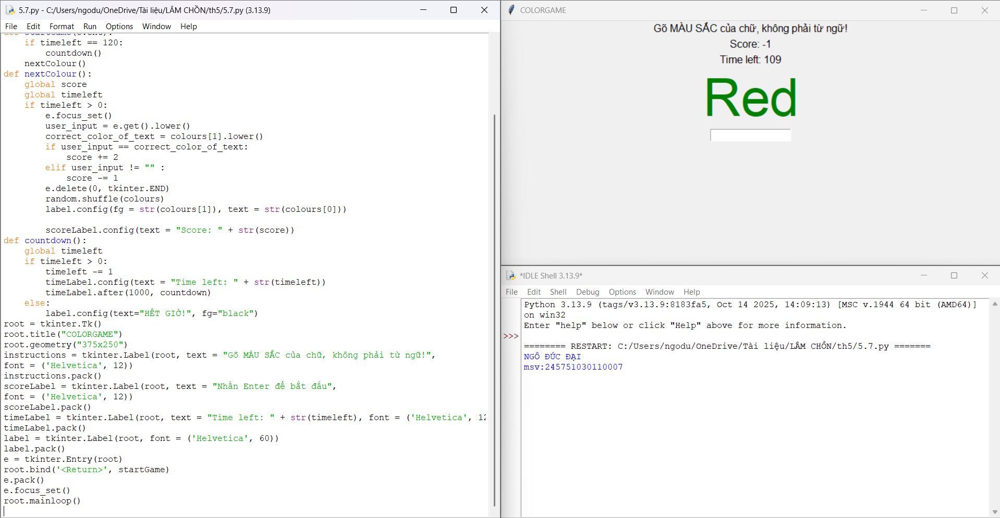 5.7.py - C:/Users/ngodu/OneDrive/Tài liệu/LÂM CHỒN/th5/5.7.py (3.13.9)
File Edit Format Run Options Window Help
def startGame(event):
    if timeleft == 120:
        countdown()
    nextColour()
def nextColour():
    global score
    global timeleft
    if timeleft > 0:
        e.focus_set()
        user_input = e.get().lower()
        correct_color_of_text = colours[1].lower()
        if user_input == correct_color_of_text:
            score += 2
        elif user_input != "" :
            score -= 1
        e.delete(0, tkinter.END)
        random.shuffle(colours)
        label.config(fg = str(colours[1]), text = str(colours[0]))
        scoreLabel.config(text = "Score: " + str(score))
def countdown():
    global timeleft
    if timeleft > 0:
        timeleft -= 1
        timeLabel.config(text = "Time left: " + str(timeleft))
        timeLabel.after(1000, countdown)
    else:
        label.config(text="HẾT GIỜ!", fg="black")
root = tkinter.Tk()
root.title("COLORGAME")
root.geometry("375x250")
instructions = tkinter.Label(root, text = "Gõ MÀU SẮC của chữ, không phải từ ngữ!",
font = ('Helvetica', 12))
instructions.pack()
scoreLabel = tkinter.Label(root, text = "Nhấn Enter để bắt đầu",
font = ('Helvetica', 12))
scoreLabel.pack()
timeLabel = tkinter.Label(root, text = "Time left: " + str(timeleft), font = ('Helvetica', 12
timeLabel.pack()
label = tkinter.Label(root, font = ('Helvetica', 60))
label.pack()
e = tkinter.Entry(root)
root.bind('<Return>', startGame)
e.pack()
e.focus_set()
root.mainloop()
COLORGAME
Gõ MÀU SẮC của chữ, không phải từ ngữ!
Score: -1
Time left: 109
Red
*IDLE Shell 3.13.9*
File Edit Shell Debug Options Window Help
Python 3.13.9 (tags/v3.13.9:8183fa5, Oct 14 2025, 14:09:13) [MSC v.1944 64 bit (AMD64)]
on win32
Enter "help" below or click "Help" above for more information.
>>>
======== RESTART: C:/Users/ngodu/OneDrive/Tài liệu/LÂM CHỒN/th5/5.7.py =======
NGÔ ĐỨC ĐẠI
msv:245751030110007